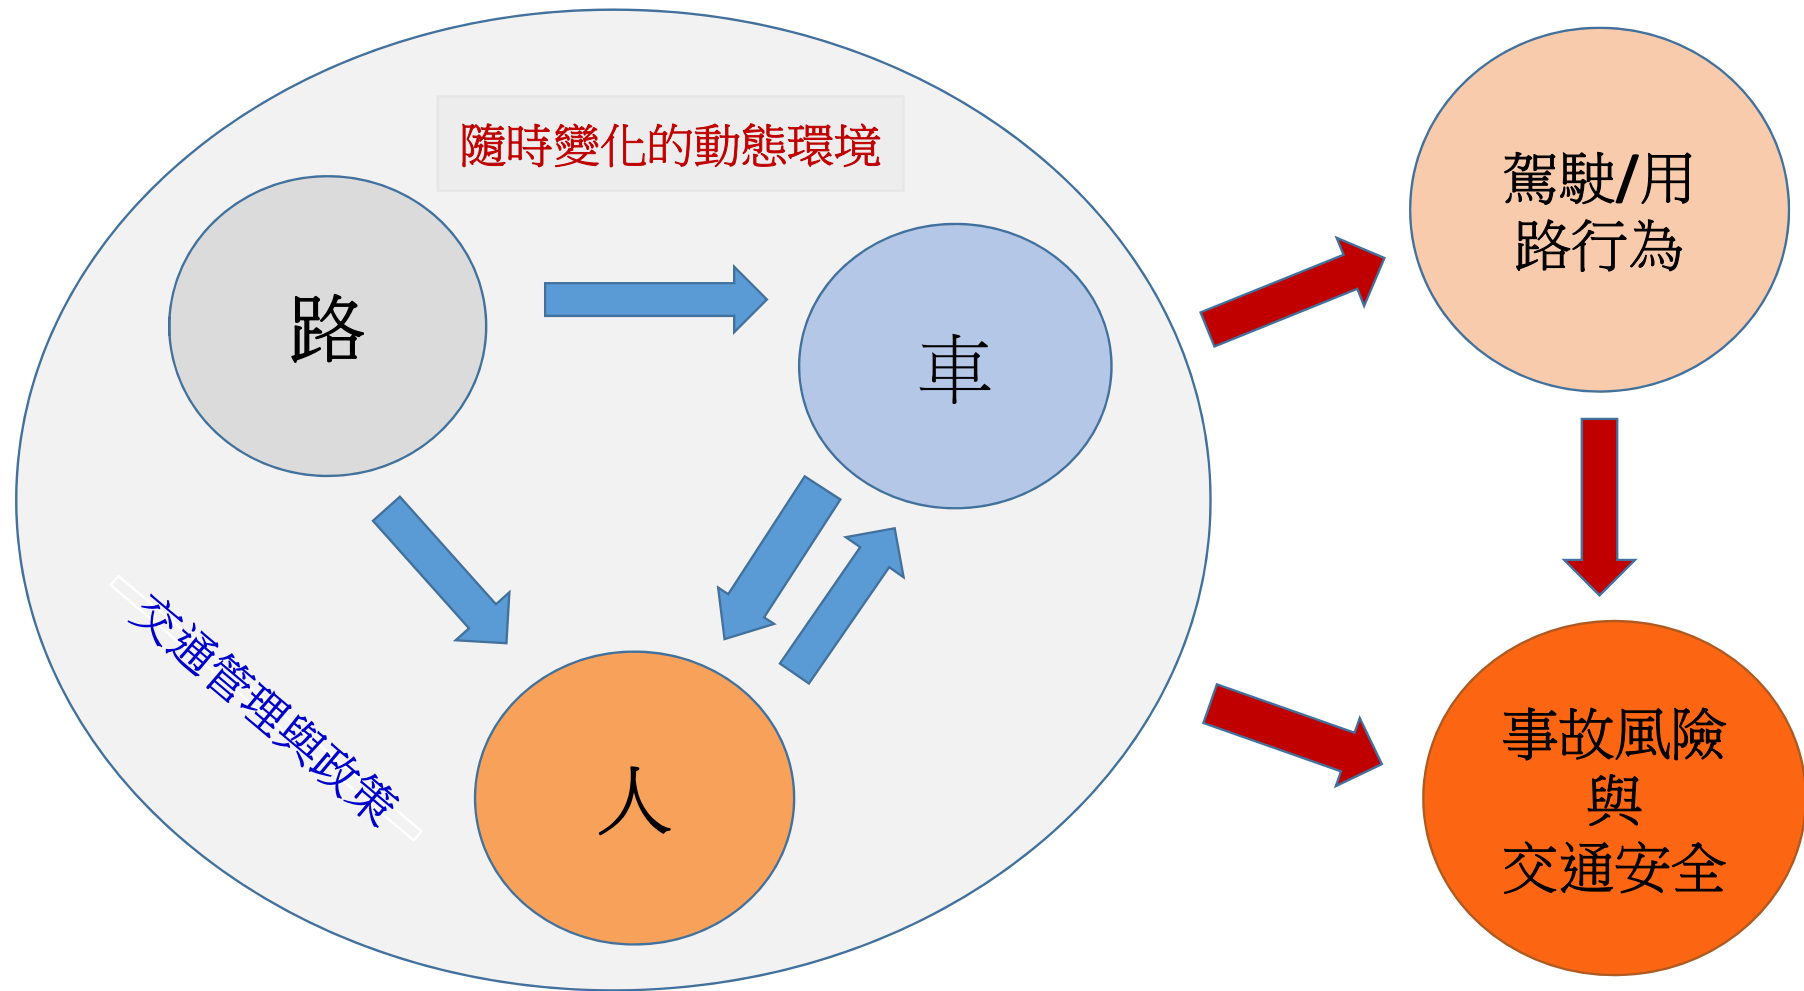 隨時變化的動態環境
路
車
人
交通管理與政策
駕駛/用
路行為
事故風險
與
交通安全